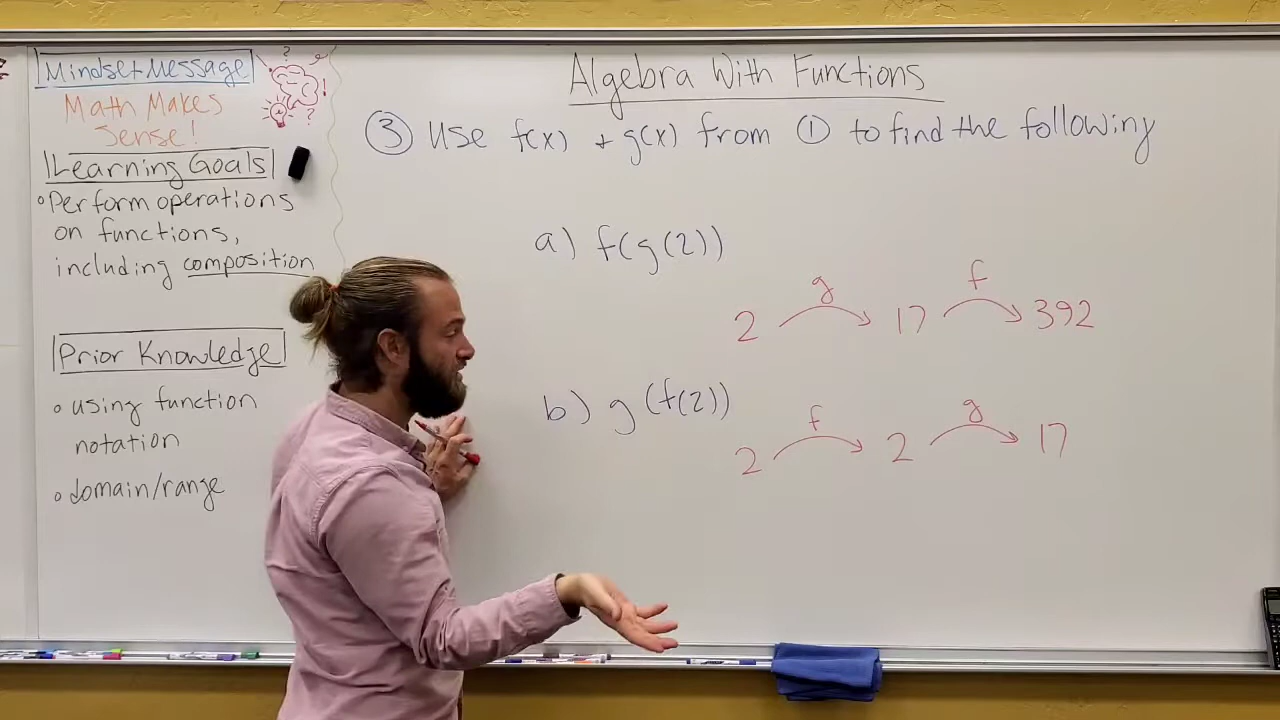 Mindset Message
Math Makes
Sense!
Learning Goals
Perform operations
on functions,
including composition
Prior Knowledge
using function
notation
domain/range
Algebra With Functions
③ Use f(x) + g(x) from ① to find the following
a) f(g(2))
g f
2 17 392
b) g(f(2))
f g
2 2 17